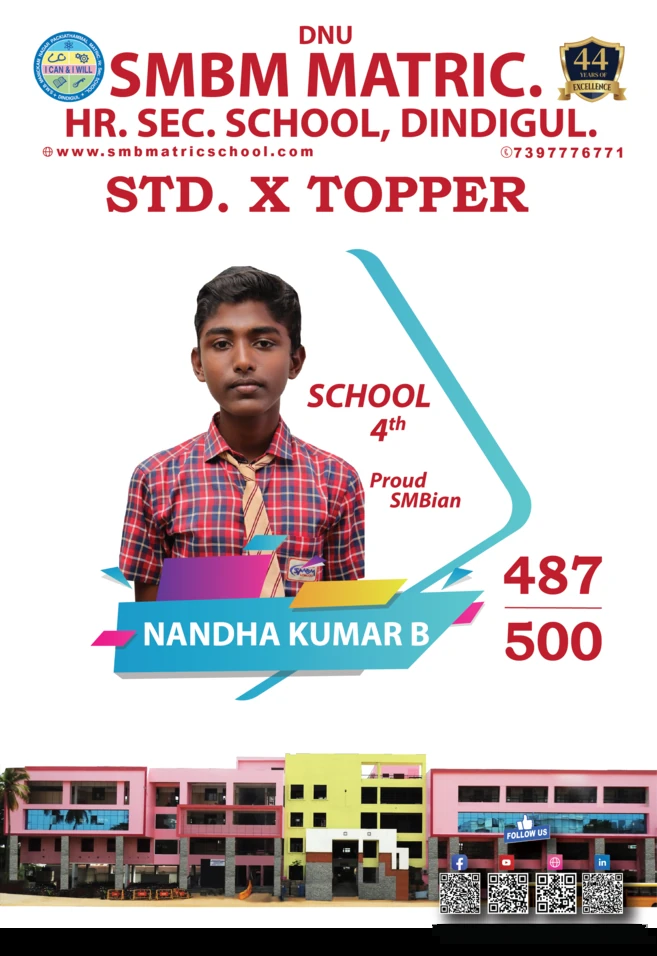 DNU
SMBM MATRIC.
HR. SEC. SCHOOL, DINDIGUL.
I CAN & I WILL
44
YEARS OF
EXCELLENCE
www.smbmatricschool.com
7397776771
STD. X TOPPER
SCHOOL
4th
Proud
SMBian
SMBM
NANDHA KUMAR B
487
500
FOLLOW US